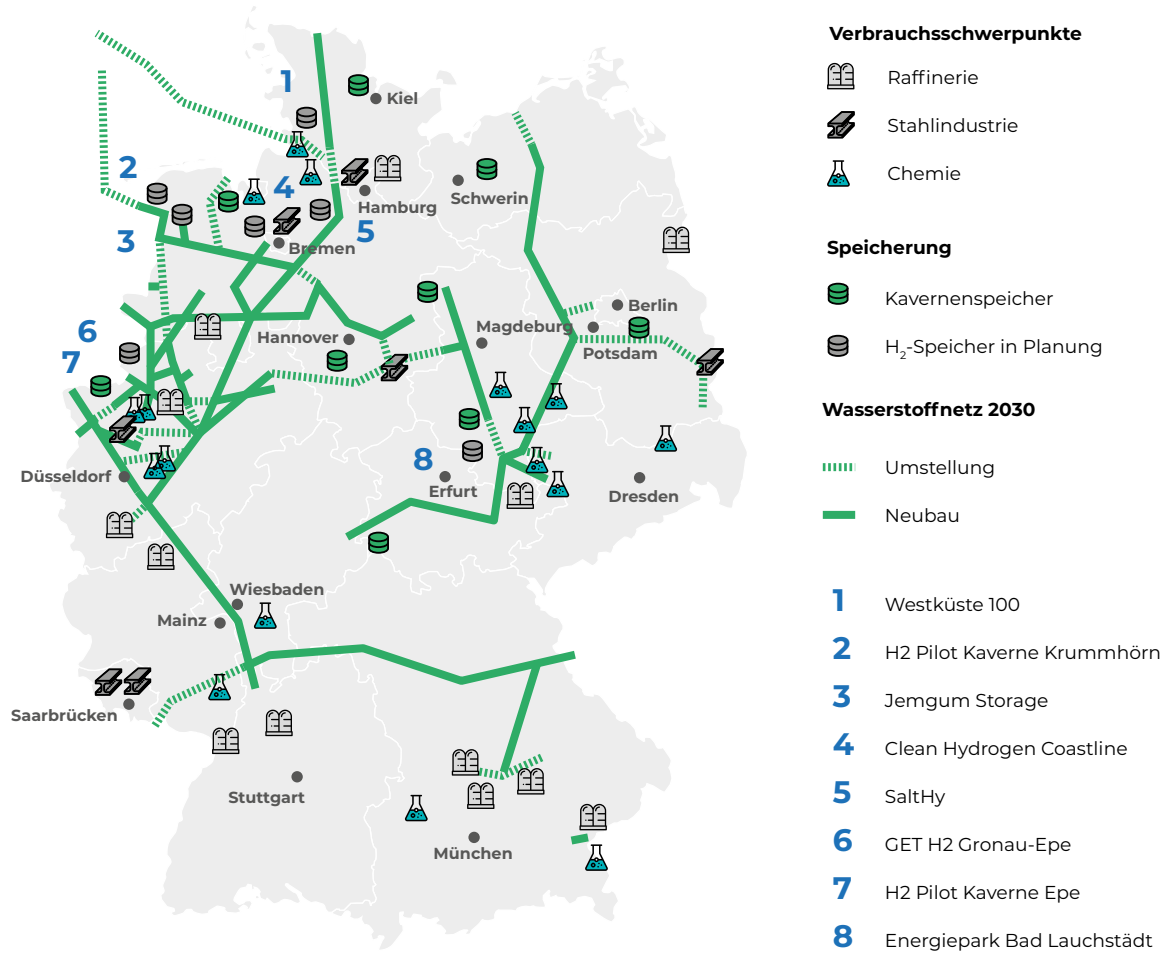 Verbrauchsschwerpunkte
Raffinerie
Stahlindustrie
Chemie
Speicherung
Kavernenspeicher
H₂-Speicher in Planung
Wasserstoffnetz 2030
Umstellung
Neubau
1 Westküste 100
2 H2 Pilot Kaverne Krummhörn
3 Jemgum Storage
4 Clean Hydrogen Coastline
5 SaltHy
6 GET H2 Gronau-Epe
7 H2 Pilot Kaverne Epe
8 Energiepark Bad Lauchstädt
1
Kiel
2
4
Schwerin
Hamburg
5
3
Bremen
Berlin
6
Magdeburg
Hannover
Potsdam
7
8
Düsseldorf
Erfurt
Dresden
Wiesbaden
Mainz
Saarbrücken
Stuttgart
München